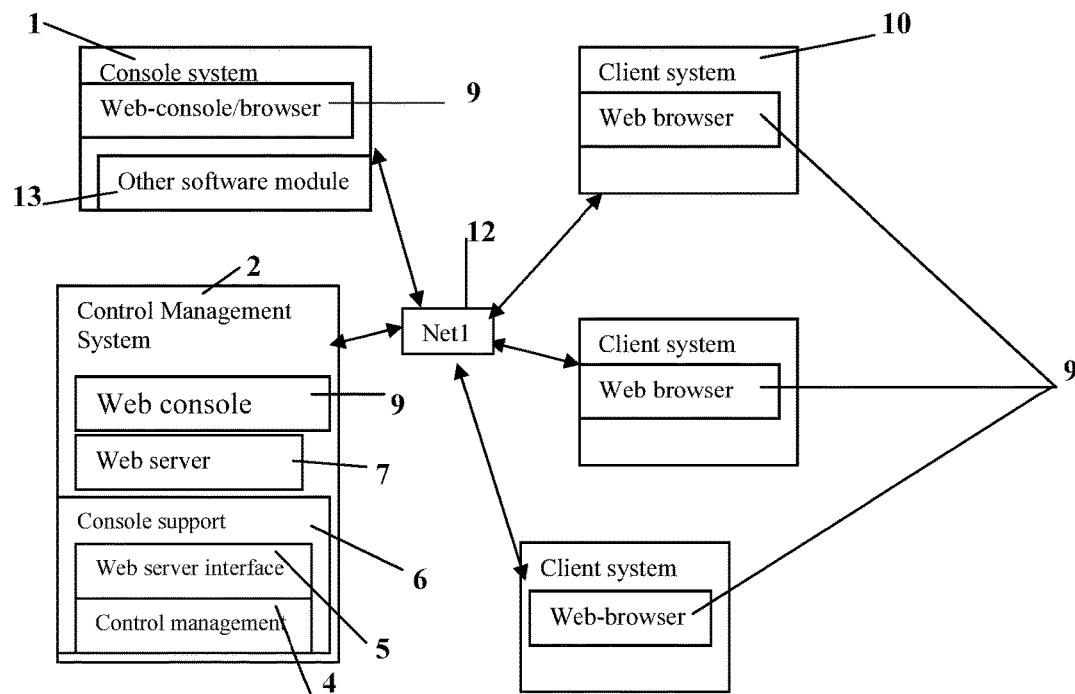 1
Console system
Web-console/browser
9
Other software module
13
10
Client system
Web browser
12
Net1
2
Control Management
System
Web console
9
Web server
7
Console support
6
Web server interface
5
Control management
4
Client system
Web browser
9
Client system
Web-browser